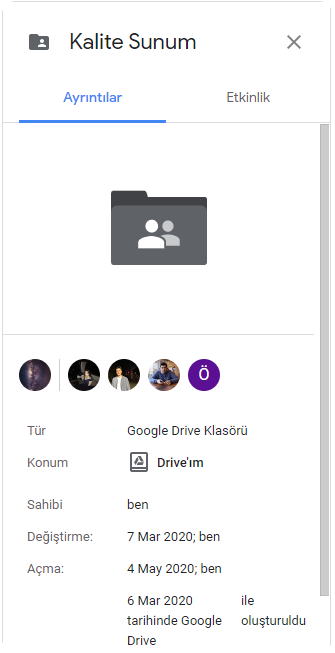 Kalite Sunum
Ayrıntılar
Etkinlik
Ö
Tür
Google Drive Klasörü
Konum
Drive'ım
Sahibi
ben
Değiştirme:
7 Mar 2020; ben
Açma:
4 May 2020; ben
6 Mar 2020 ile
tarihinde Google oluşturuldu
Drive